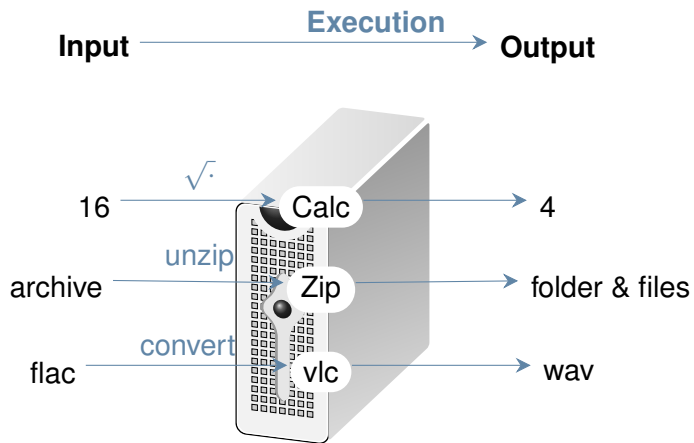 Execution
Input Output
√·
16 Calc 4
unzip
archive Zip folder & files
convert
flac vlc wav